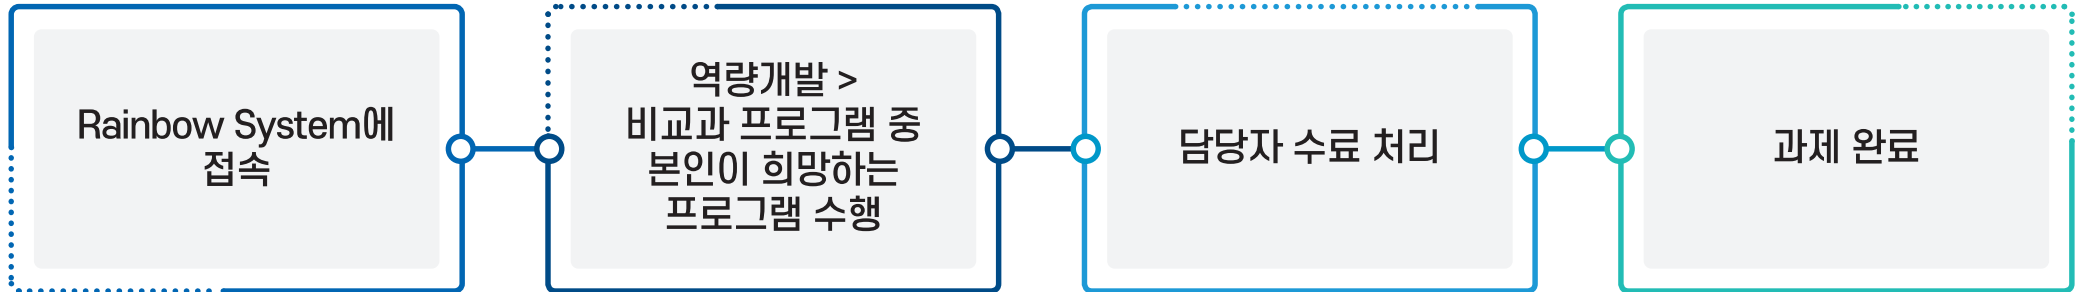 Rainbow System에
접속
역량개발 >
비교과 프로그램 중
본인이 희망하는
프로그램 수행
담당자 수료 처리
과제 완료